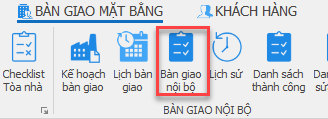 BÀN GIAO MẶT BẰNG
KHÁCH HÀNG
Checklist
Tòa nhà
Kế hoạch
bàn giao
Lịch bàn
giao
Bàn giao
nội bộ
Lịch sử
Danh sách
thành công
BÀN GIAO NỘI BỘ